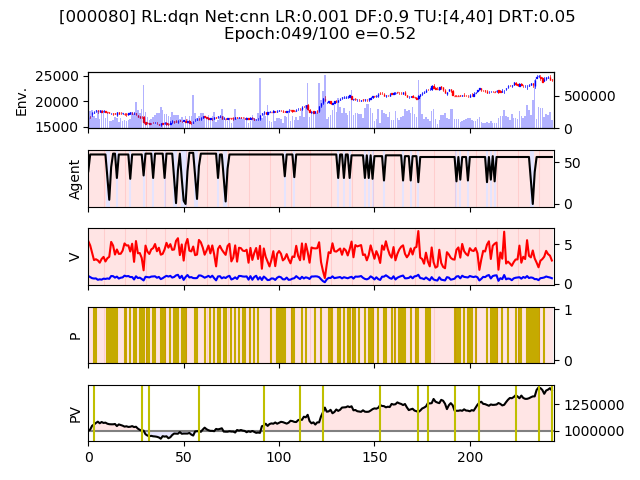 [000080] RL:dqn Net:cnn LR:0.001 DF:0.9 TU:[4,40] DRT:0.05
Epoch:049/100 e=0.52
Env.
25000
20000
15000
500000
0
Agent
50
0
V
5
0
P
1
0
PV
1250000
1000000
0
50
100
150
200